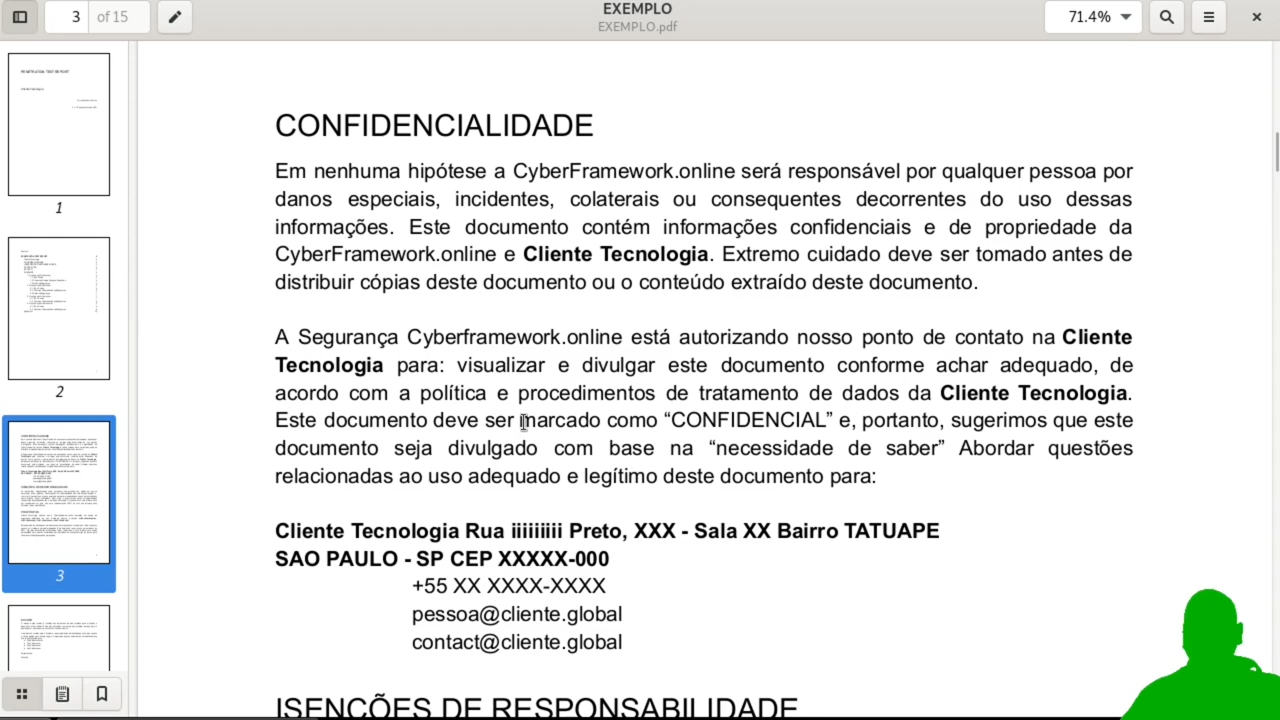 EXEMPLO
EXEMPLO.pdf
3 of 15
71.4%
1
2
3
CONFIDENCIALIDADE
Em nenhuma hipótese a CyberFramework.online será responsável por qualquer pessoa por
danos especiais, incidentes, colaterais ou consequentes decorrentes do uso dessas
informações. Este documento contém informações confidenciais e de propriedade da
CyberFramework.online e Cliente Tecnologia. Extremo cuidado deve ser tomado antes de
distribuir cópias deste documento ou o conteúdo extraído deste documento.
A Segurança Cyberframework.online está autorizando nosso ponto de contato na Cliente
Tecnologia para: visualizar e divulgar este documento conforme achar adequado, de
acordo com a política e procedimentos de tratamento de dados da Cliente Tecnologia.
Este documento deve ser marcado como “CONFIDENCIAL” e, portanto, sugerimos que este
documento seja divulgado com base na “necessidade de saber” Abordar questões
relacionadas ao uso adequado e legítimo deste documento para:
Cliente Tecnologia Rua iiiiiiiiii Preto, XXX - Sala XX Bairro TATUAPE
SAO PAULO - SP CEP XXXXX-000
+55 XX XXXX-XXXX
pessoa@cliente.global
contact@cliente.global
ISENÇÕES DE RESPONSABILIDADE